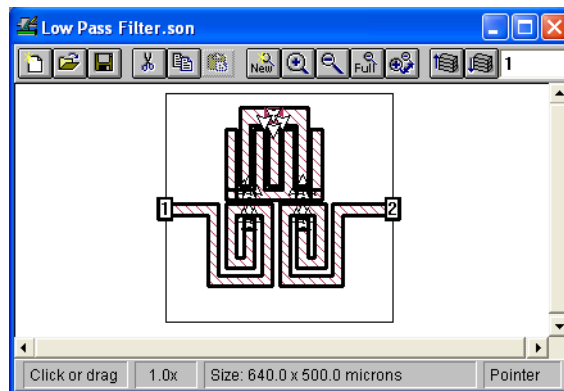 Low Pass Filter.son
New Full 1
1 2
Click or drag 1.0x Size: 640.0 x 500.0 microns Pointer